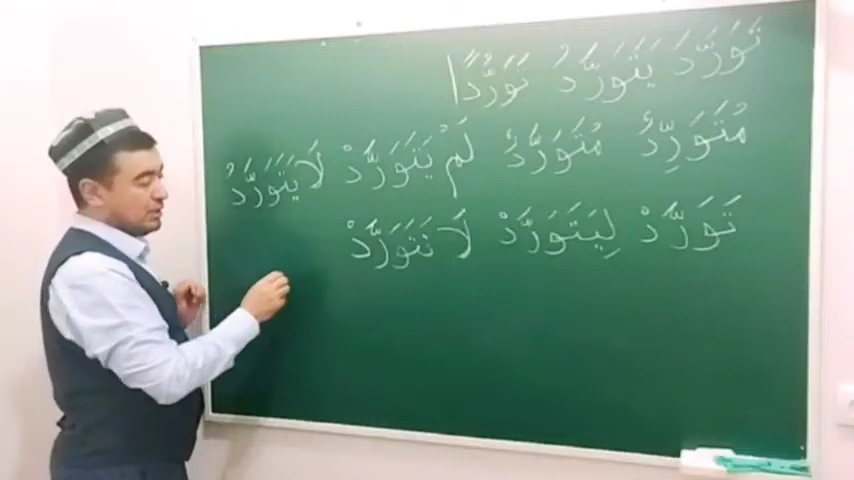 تَوَرَّدَ يَتَوَرَّدُ تَوَرُّدًا
مُتَوَرِّدٌ مُتَوَرَّدٌ لَمْ يَتَوَرَّدْ لَا يَتَوَرَّدُ
تَوَرَّدْ لِيَتَوَرَّدْ لَا تَتَوَرَّدْ